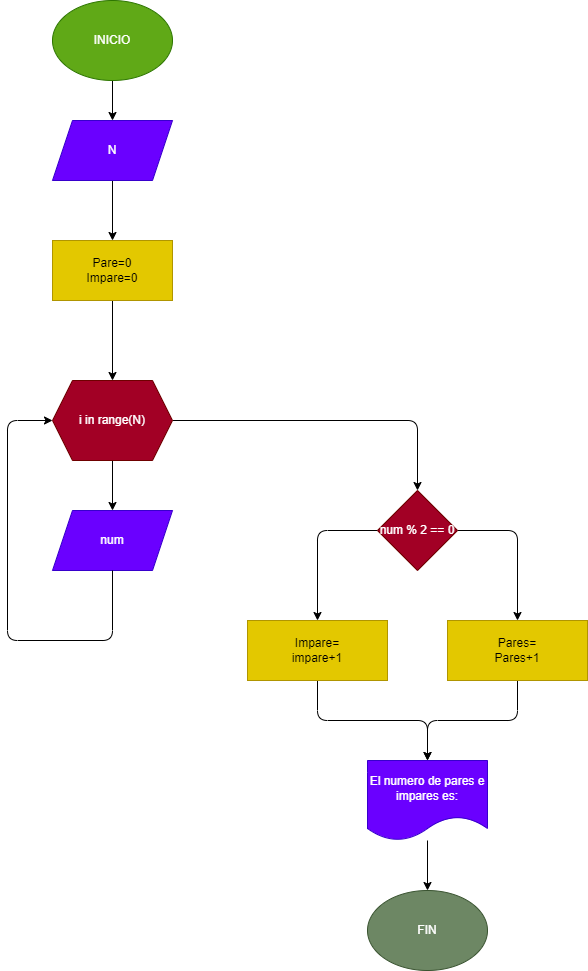 INICIO
N
Pare=0
Impare=0
i in range(N)
num
num % 2 == 0
Impare=
impare+1
Pares=
Pares+1
El numero de pares e
impares es:
FIN